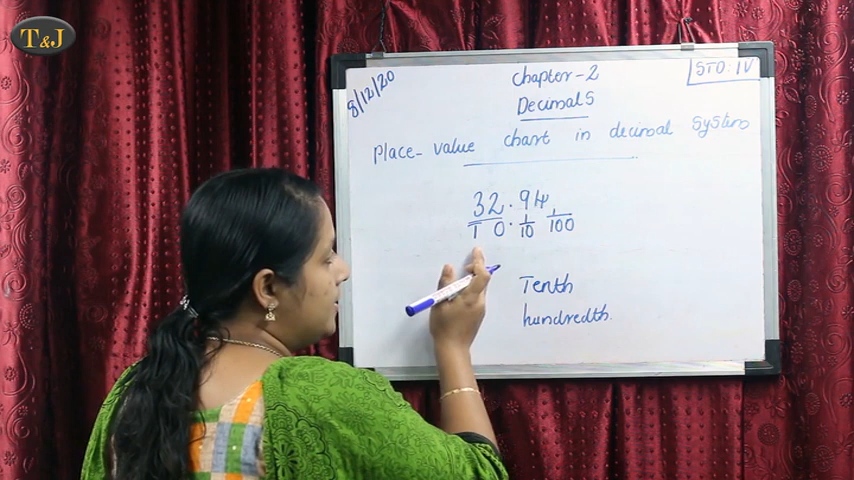 T&J
8/12/20
Chapter-2
STD: IV
Decimals
Place-value chart in decimal System
32.94
T O . 1/10 1/100
Tenth
hundredth.